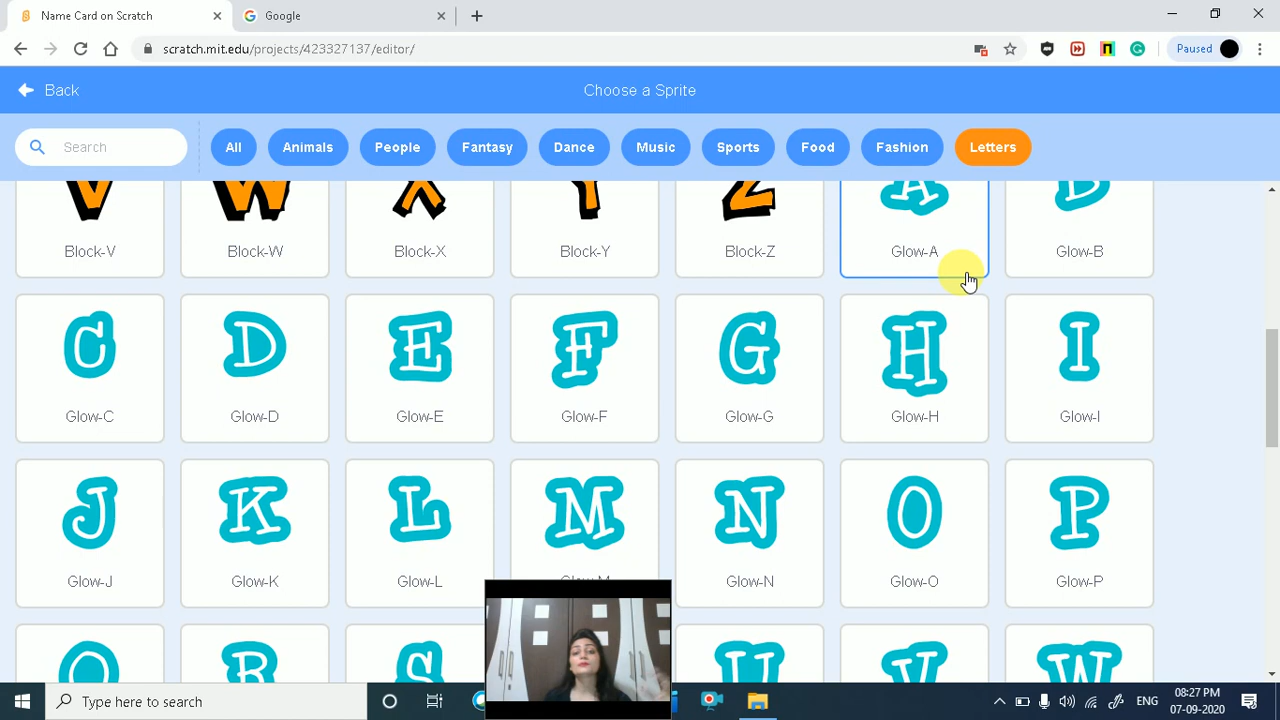 Name Card on Scratch
Google
scratch.mit.edu/projects/423327137/editor/
Paused
Back
Choose a Sprite
Search
All
Animals
People
Fantasy
Dance
Music
Sports
Food
Fashion
Letters
V W X Y Z A B
Block-V Block-W Block-X Block-Y Block-Z Glow-A Glow-B
C D E F G H I
Glow-C Glow-D Glow-E Glow-F Glow-G Glow-H Glow-I
J K L M N O P
Glow-J Glow-K Glow-L Glow-M Glow-N Glow-O Glow-P
Q R S U V W
Type here to search
ENG
08:27 PM
07-09-2020